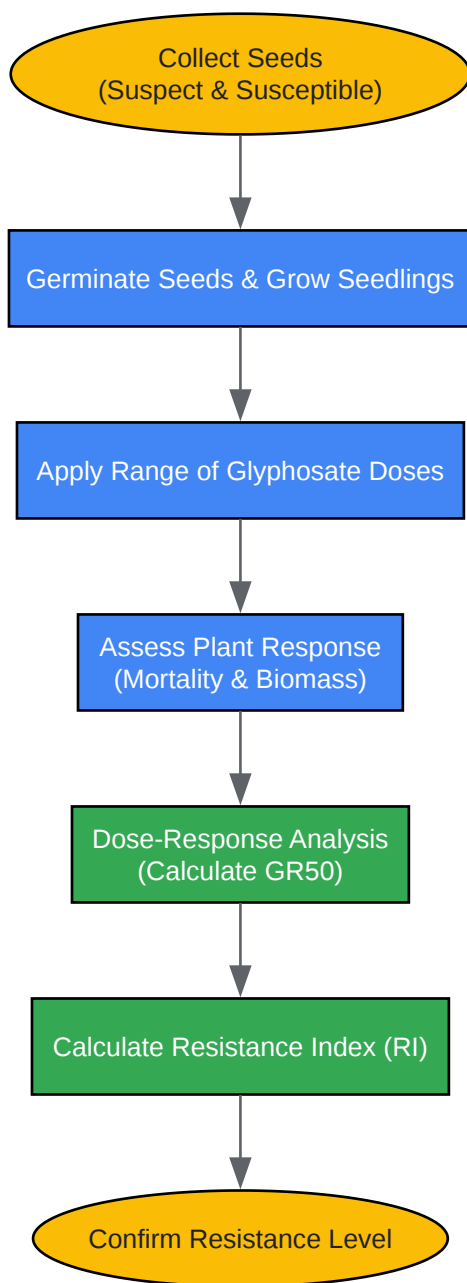 Collect Seeds
(Suspect & Susceptible)
Germinate Seeds & Grow Seedlings
Apply Range of Glyphosate Doses
Assess Plant Response
(Mortality & Biomass)
Dose-Response Analysis
(Calculate GR50)
Calculate Resistance Index (RI)
Confirm Resistance Level